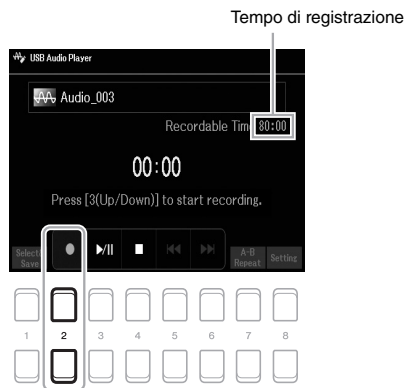 Tempo di registrazione
USB Audio Player
Audio_003
Recordable Time 80:00
00:00
Press [3(Up/Down)] to start recording.
Select/
Save
A-B
Repeat
Setting
1 2 3 4 5 6 7 8